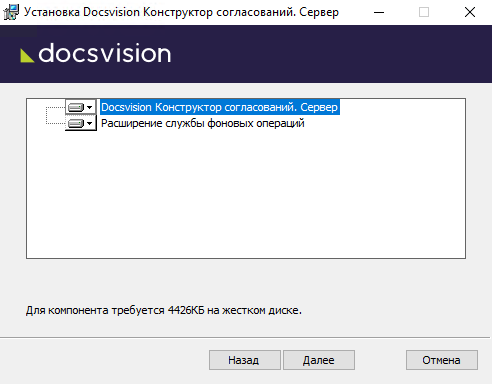 Установка Docsvision Конструктор согласований. Сервер
docsvision
Docsvision Конструктор согласований. Сервер
Расширение службы фоновых операций
Для компонента требуется 4426КБ на жестком диске.
Назад
Далее
Отмена